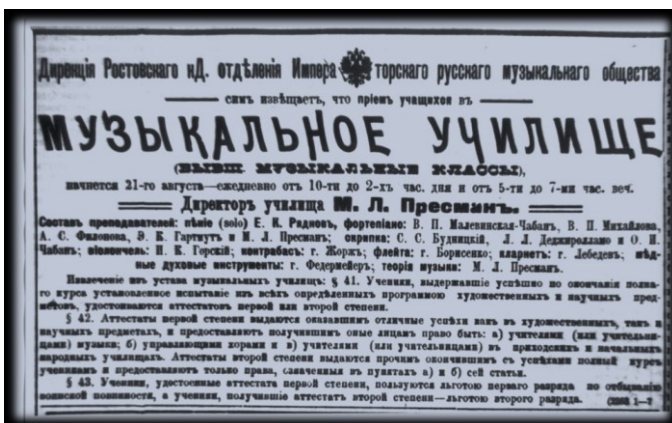 Дирекція Ростовскаго н/Д. отдѣленія Импера торскаго русскаго музыкальнаго общества
симъ извѣщаетъ, что пріемъ учащихся въ
МУЗЫКАЛЬНОЕ УЧИЛИЩЕ
(БЫВШ. МУЗЫКАЛЬНЫЕ КЛАССЫ),
начнется 21-го августа—ежедневно отъ 10-ти до 2-хъ час. дня и отъ 5-ти до 7-ми час. веч.
Директоръ училища М. Л. Пресманъ.
Составъ преподавателей: пѣніе (solo) Е. К. Рядновъ, фортепіано: В. П. Малевинская-Чабанъ, В. П. Михайлова,
А. С. Филонова, Э. К. Гартмутъ и М. Л. Пресманъ; скрипка: С. С. Будницкій, Л. Л. Деджироламо и О. И.
Чабанъ; віолончель: П. К. Горскій; контрабасъ: г. Жоржъ; флейта: г. Борисенко; кларнетъ: г. Лебедевъ; мѣд-
ные духовые инструменты: г. Федермейеръ; теорія музыки: М. Л. Пресманъ.
Извлеченіе изъ устава музыкальныхъ училищъ: § 41. Ученики, выдержавшіе успѣшно по окончаніи полна-
го курса установленное испытаніе изъ всѣхъ опредѣленныхъ программою художественныхъ и научныхъ пред-
метовъ, удостоиваются аттестатовъ первой или второй степени.
§ 42. Аттестаты первой степени выдаются оказавшимъ отличные успѣхи какъ въ художественныхъ, такъ и
научныхъ предметахъ, и предоставляютъ получившимъ оные лицамъ право быть: а) учителями (или учительни-
цами) музыки; б) управляющими хорами и в) учителями (или учительницами) въ приходскихъ и начальныхъ
народныхъ училищахъ. Аттестаты второй степени выдаются прочимъ окончившимъ съ успѣхами полный курсъ
ученикамъ и предоставляютъ только права, означенныя въ пунктахъ а) и б) сей статьи.
§ 43. Ученики, удостоенные аттестата первой степени, пользуются льготою перваго разряда по отбыванію
воинской повинности, а ученики, получившіе аттестатъ второй степени—льготою второго разряда.